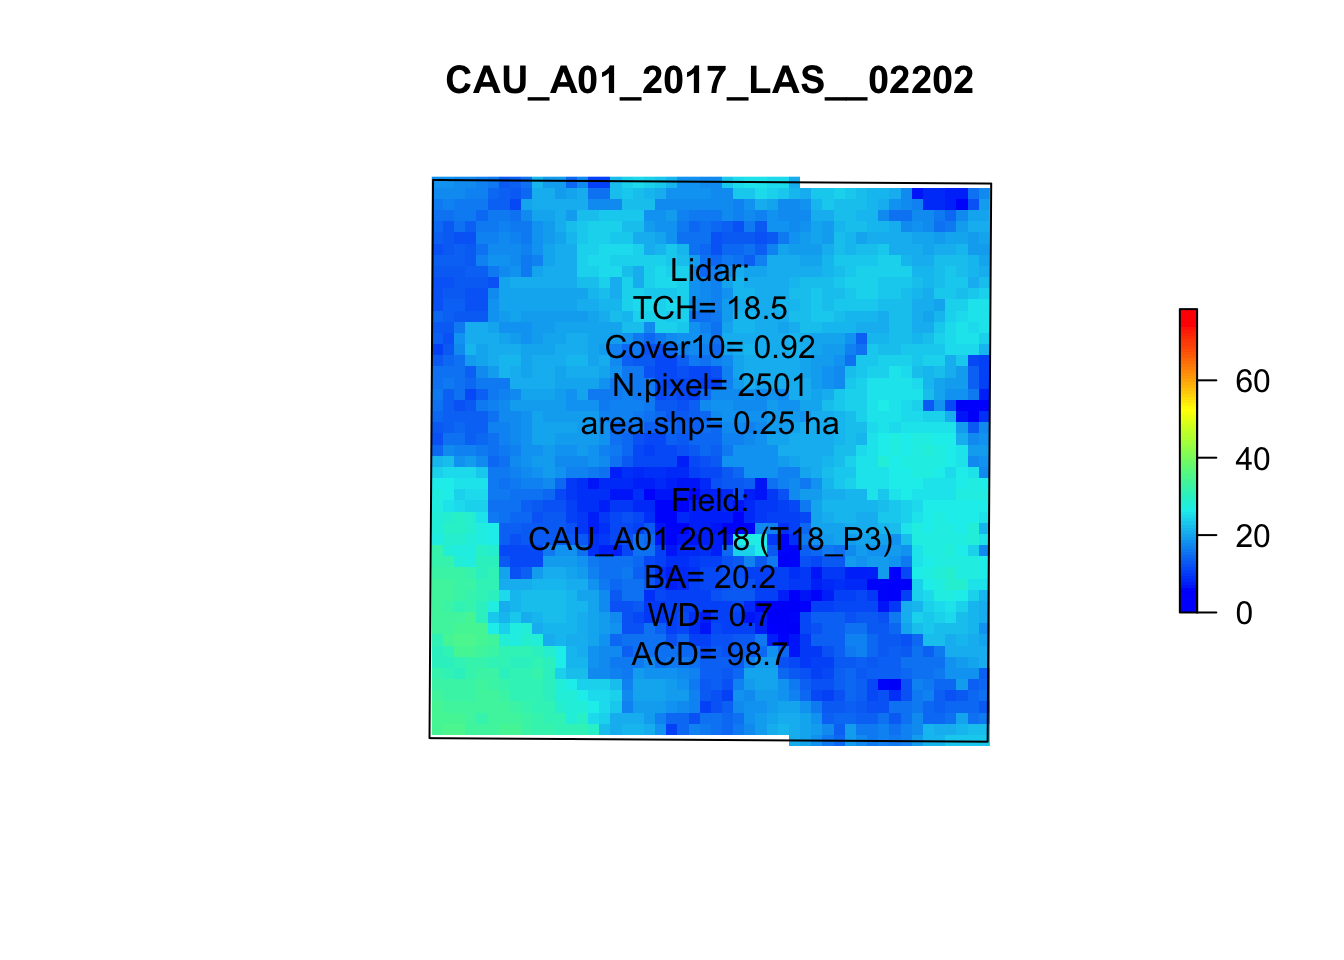 CAU_A01_2017_LAS__02202
Lidar:
TCH= 18.5
Cover10= 0.92
N.pixel= 2501
area.shp= 0.25 ha
Field:
CAU_A01 2018 (T18_P3)
BA= 20.2
WD= 0.7
ACD= 98.7
60
40
20
0